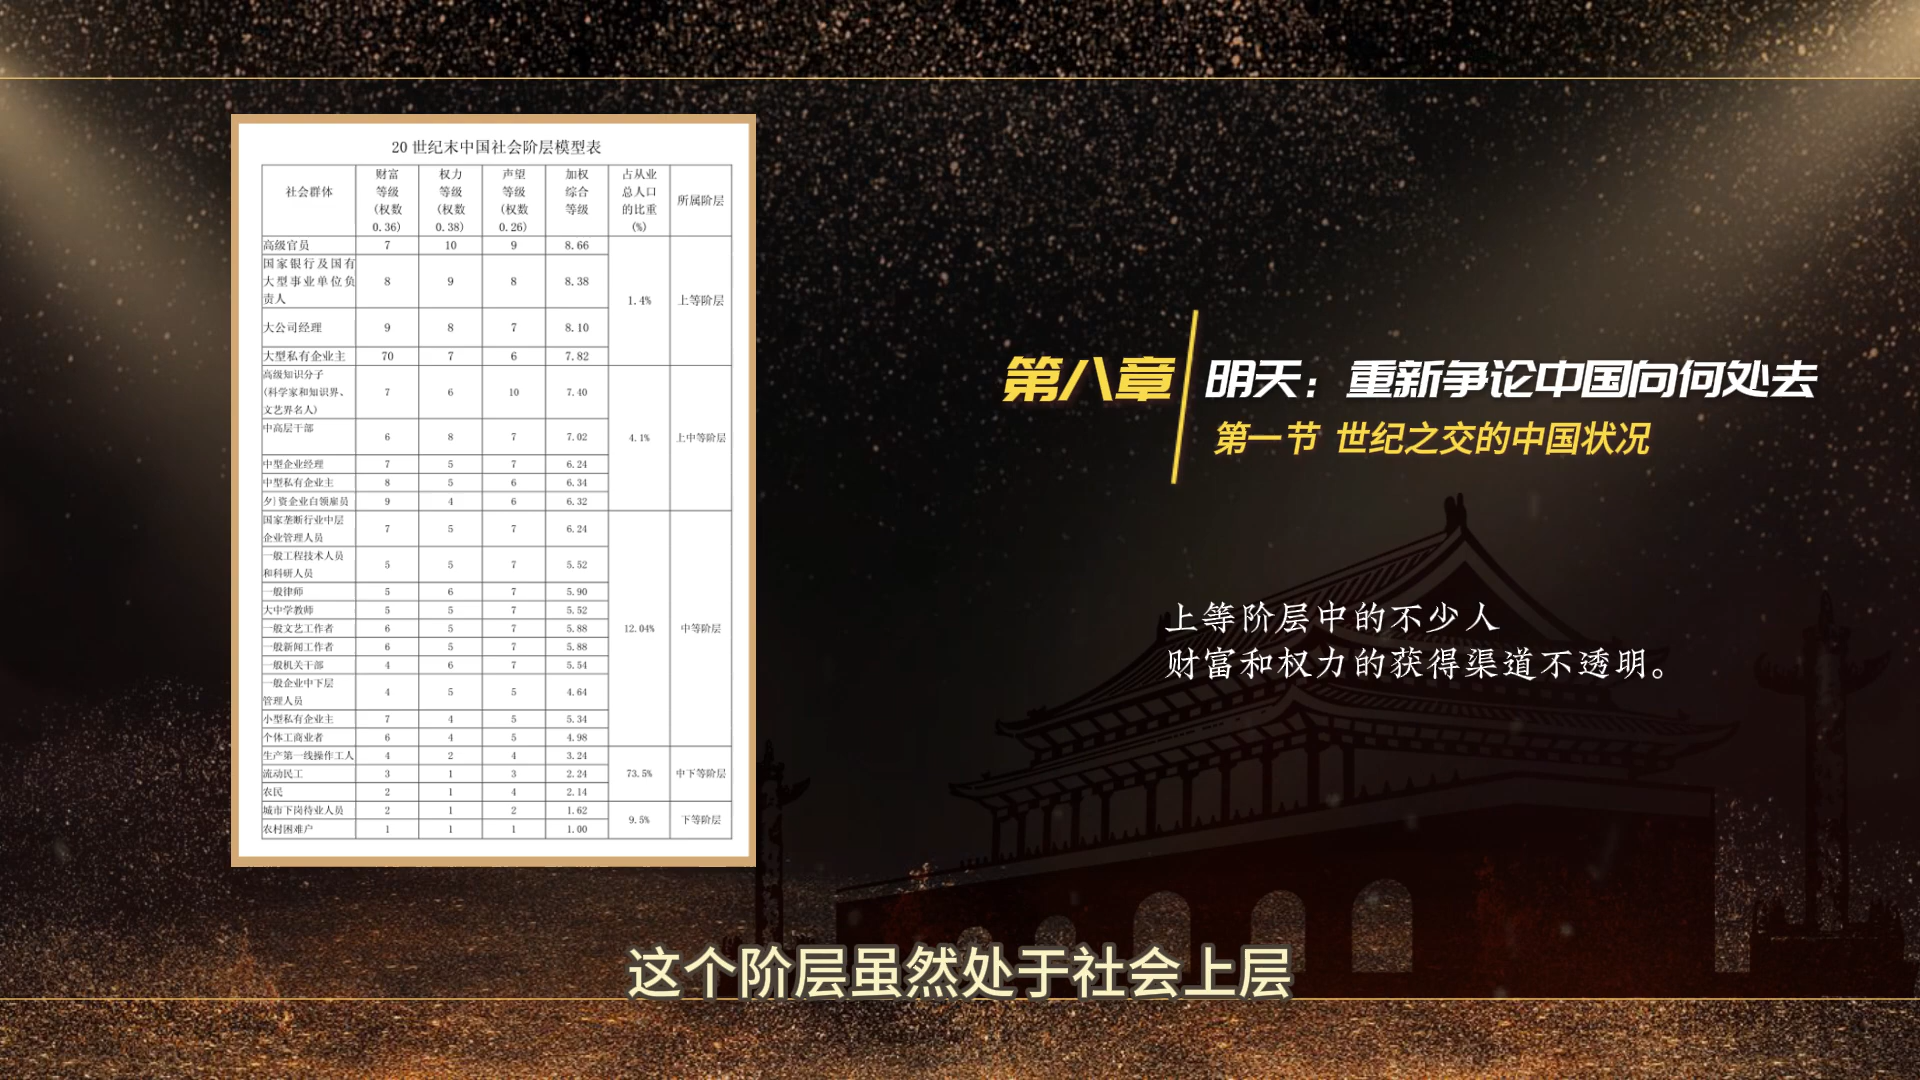 20 世纪末中国社会阶层模型表
社会群体 财富等级(权数0.36) 权力等级(权数0.38) 声望等级(权数0.26) 加权综合等级 占从业总人口的比重(%) 所属阶层
高级官员 7 10 9 8.66
国家银行及国有大型事业单位负责人 8 9 8 8.38
大公司经理 9 8 7 8.10
大型私有企业主 70 7 6 7.82
1.4% 上等阶层
高级知识分子(科学家和知识界、文艺界名人) 7 6 10 7.40
中高层干部 6 8 7 7.02
中型企业经理 7 5 7 6.24
中型私有企业主 8 5 6 6.34
夕}资企业白领雇员 9 4 6 6.32
4.1% 上中等阶层
国家垄断行业中层企业管理人员 7 5 7 6.24
一般工程技术人员和科研人员 5 5 7 5.52
一般律师 5 6 7 5.90
大中学教师 5 5 7 5.52
一般文艺工作者 6 5 7 5.88
一般新闻工作者 6 5 7 5.88
一般机关干部 4 6 7 5.54
一般企业中下层管理人员 4 5 5 4.64
小型私有企业主 7 4 5 5.34
个体工商业者 6 4 5 4.98
12.04% 中等阶层
生产第一线操作工人 4 2 4 3.24
流动民工 3 1 3 2.24
农民 2 1 4 2.14
73.5% 中下等阶层
城市下岗待业人员 2 1 2 1.62
农村困难户 1 1 1 1.00
9.5% 下等阶层
第八章 明天：重新争论中国向何处去
第一节 世纪之交的中国状况
上等阶层中的不少人
财富和权力的获得渠道不透明。
这个阶层虽然处于社会上层